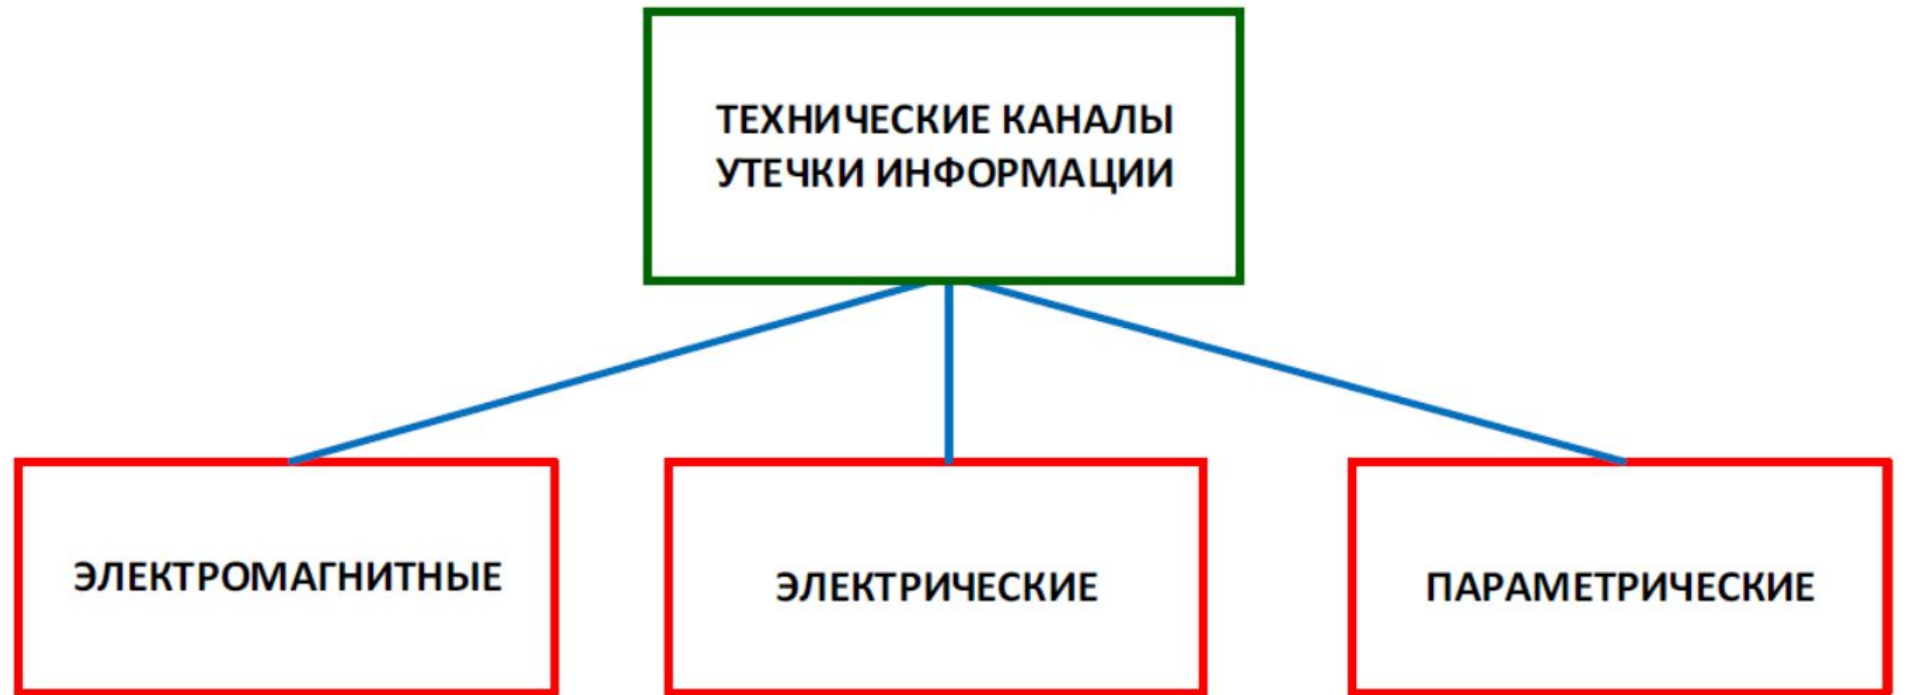 ТЕХНИЧЕСКИЕ КАНАЛЫ
УТЕЧКИ ИНФОРМАЦИИ
ЭЛЕКТРОМАГНИТНЫЕ
ЭЛЕКТРИЧЕСКИЕ
ПАРАМЕТРИЧЕСКИЕ